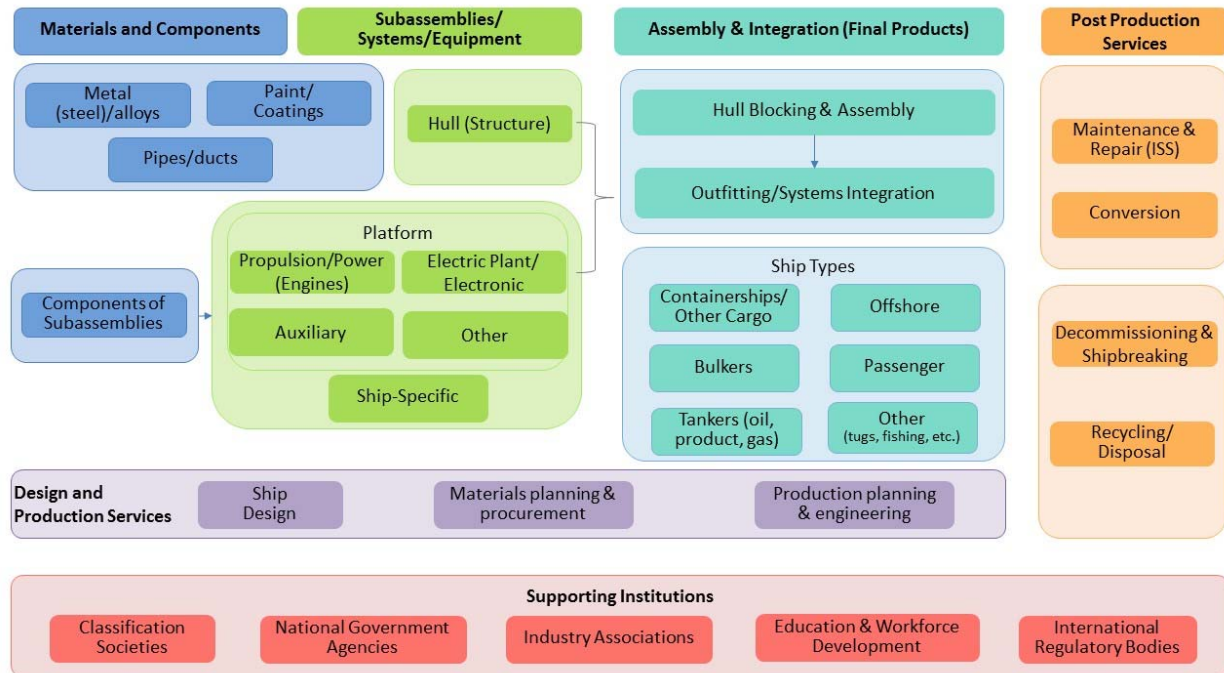 Materials and Components
Subassemblies/
Systems/Equipment
Assembly & Integration (Final Products)
Post Production
Services
Metal
(steel)/alloys
Paint/
Coatings
Pipes/ducts
Hull (Structure)
Hull Blocking & Assembly
Outfitting/Systems Integration
Maintenance &
Repair (ISS)
Conversion
Components of
Subassemblies
Platform
Propulsion/Power
(Engines)
Electric Plant/
Electronic
Auxiliary
Other
Ship-Specific
Ship Types
Containerships/
Other Cargo
Offshore
Bulkers
Passenger
Tankers (oil,
product, gas)
Other
(tugs, fishing, etc.)
Decommissioning &
Shipbreaking
Recycling/
Disposal
Design and
Production Services
Ship
Design
Materials planning &
procurement
Production planning
& engineering
Supporting Institutions
Classification
Societies
National Government
Agencies
Industry Associations
Education & Workforce
Development
International
Regulatory Bodies